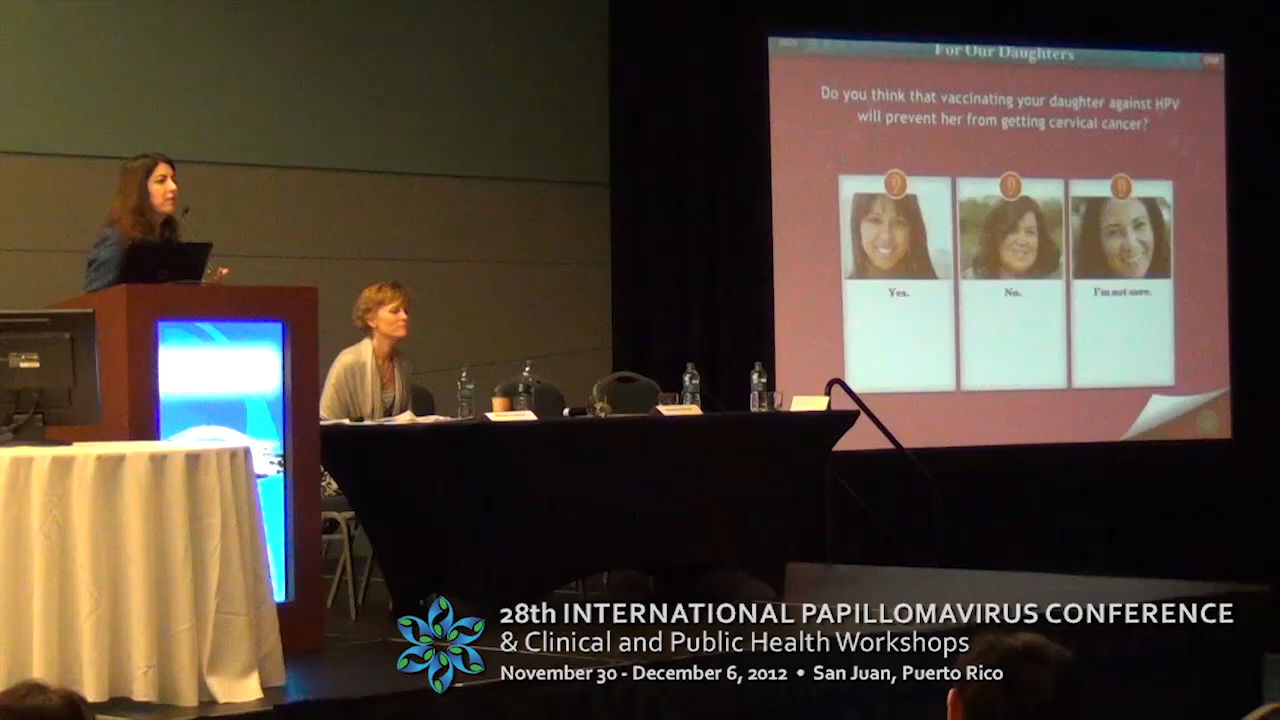 For Our Daughters
Do you think that vaccinating your daughter against HPV
will prevent her from getting cervical cancer?
Yes.
No.
I'm not sure.
28th INTERNATIONAL PAPILLOMAVIRUS CONFERENCE
& Clinical and Public Health Workshops
November 30 - December 6, 2012 • San Juan, Puerto Rico